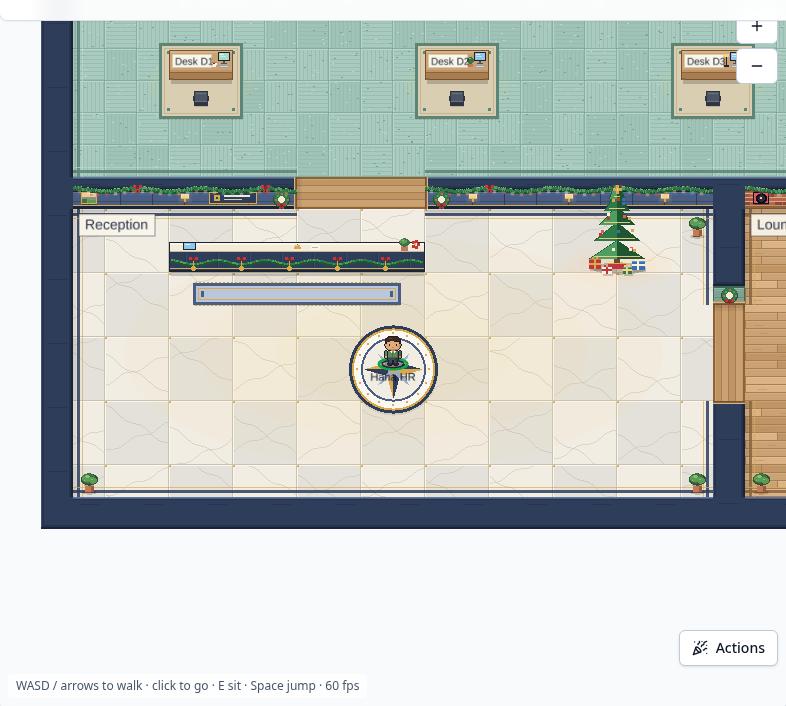 Desk D1
Desk D2
Desk D3
+
−
Reception
Loun
Hana HR
Actions
WASD / arrows to walk · click to go · E sit · Space jump · 60 fps